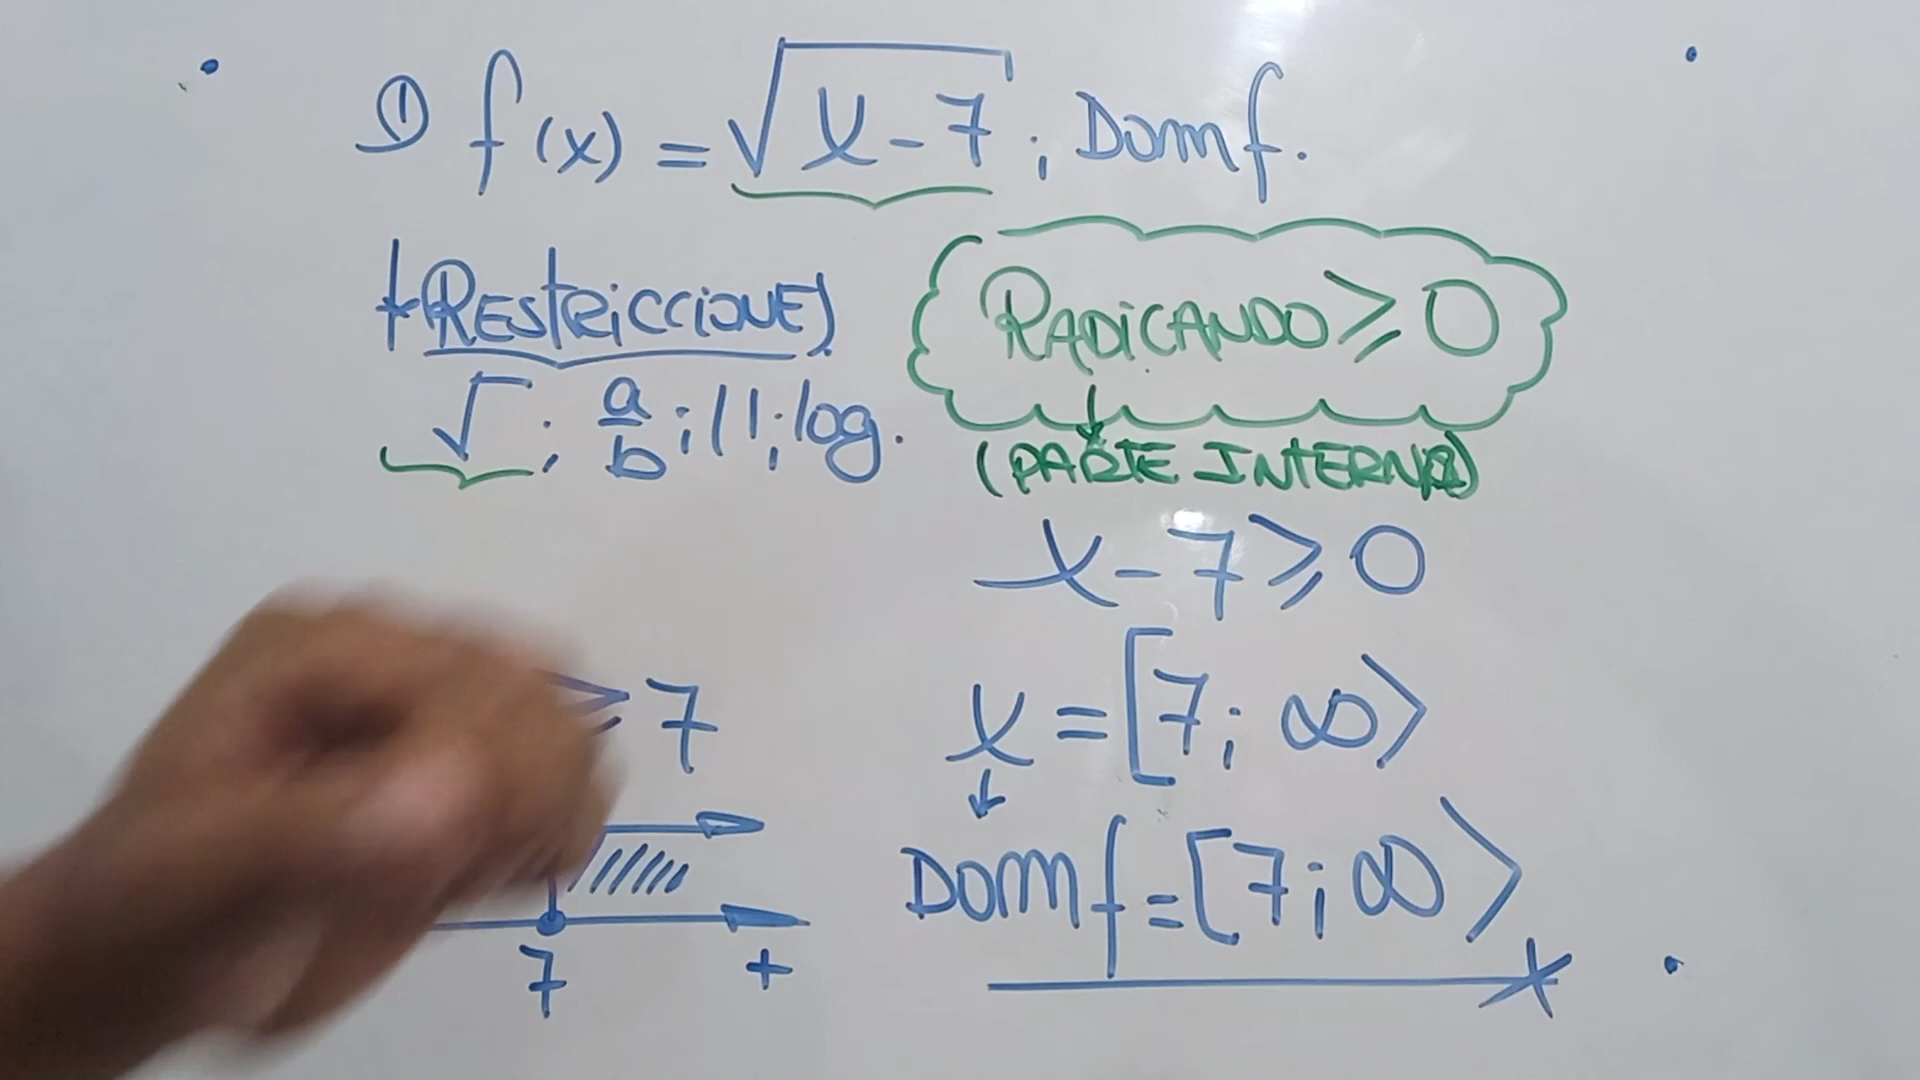 ① f(x) = √x-7 ; Dom f.
* RESTRICCIONES
√ ; a/b ; | | ; log.
RADICANDO ≥ 0
(PARTE INTERNA)
x - 7 ≥ 0
≥ 7
x = [7; ∞⟩
7 +
Dom f = [7; ∞⟩